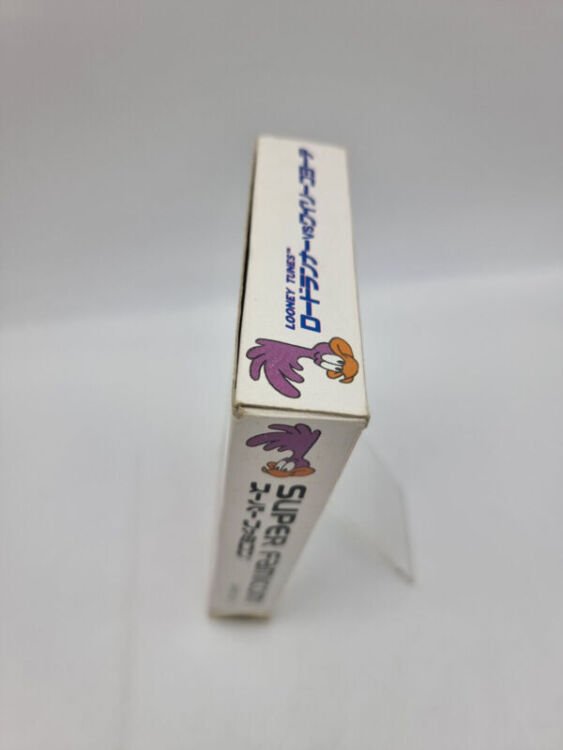 LOONEY TUNES™
ロードランナーvsワイリーコヨーテ
SUPER FAMICOM
スーパーファミコン